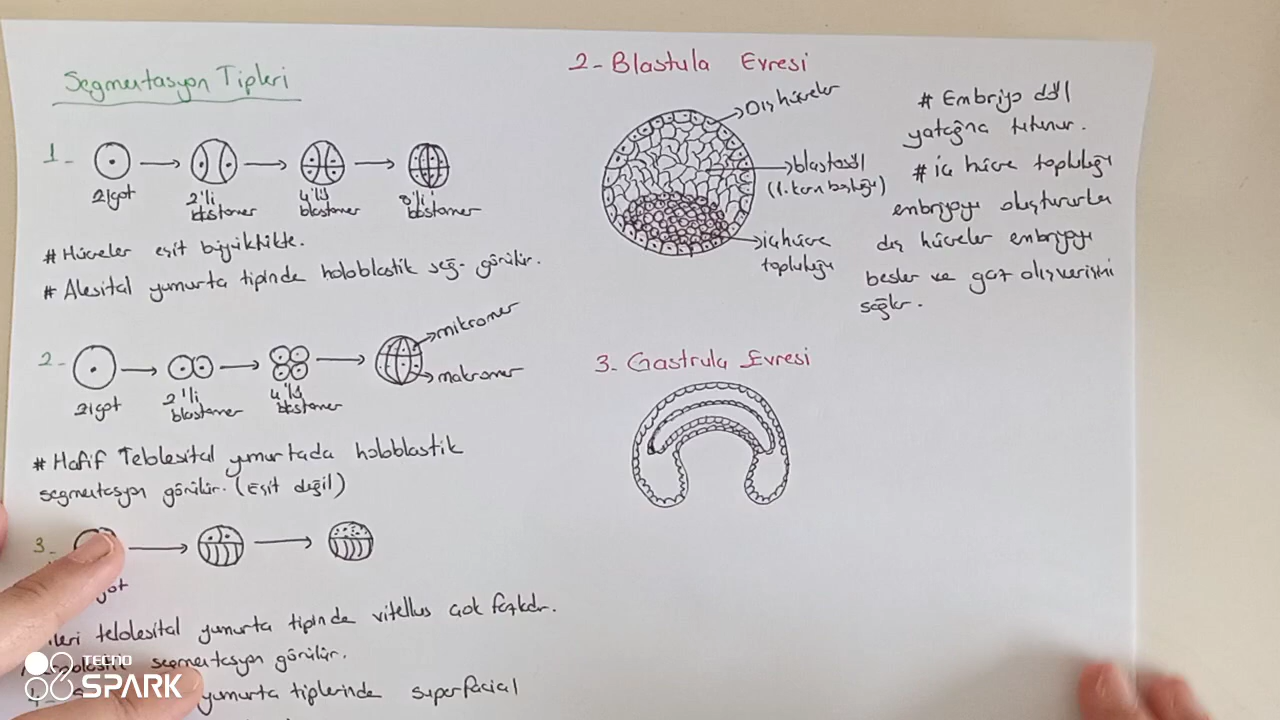 Segmentasyon Tipleri
1-
zigot
2'li
blastomer
4'lü
blastomer
8'li
blastomer
# Hücreler eşit büyüklükte.
# Alesital yumurta tipinde holoblastik seg- görülür.
2-
mikromer
makromer
zigot
2'li
blastomer
4'lü
blastomer
# Hafif Telolesital yumurtada holoblastik
segmentasyon görülür. (Eşit değil)
3-
telolesital yumurta tipinde vitellus çok fazladır.
segmentasyon görülür.
4-
yumurta tiplerinde superfacial
2- Blastula Evresi
Dış hücreler
blastosöl
(1. karın boşluğu)
iç hücre
topluluğu
# Embriyo döl
yatağına tutunur.
# iç hücre topluluğu
embriyoyu oluştururken
dış hücreler embriyoyu
besler ve gaz alışverişini
sağlar.
3. Gastrula Evresi
TECNO
SPARK